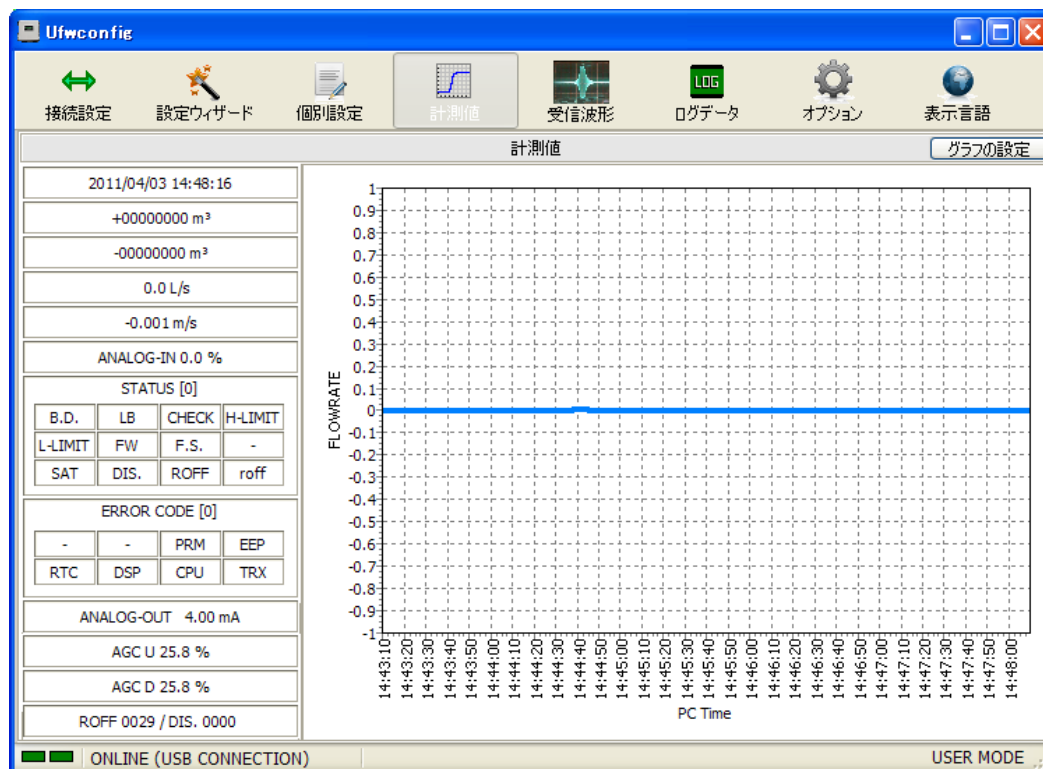 Ufwconfig
接続設定 設定ウィザード 個別設定 計測値 受信波形 LOG ログデータ オプション 表示言語
計測値 グラフの設定
2011/04/03 14:48:16
+00000000 m³
-00000000 m³
0.0 L/s
-0.001 m/s
ANALOG-IN 0.0 %
STATUS [0]
B.D. LB CHECK H-LIMIT
L-LIMIT FW F.S. -
SAT DIS. ROFF roff
ERROR CODE [0]
- - PRM EEP
RTC DSP CPU TRX
ANALOG-OUT 4.00 mA
AGC U 25.8 %
AGC D 25.8 %
ROFF 0029 / DIS. 0000
FLOWRATE
1
0.9
0.8
0.7
0.6
0.5
0.4
0.3
0.2
0.1
0
-0.1
-0.2
-0.3
-0.4
-0.5
-0.6
-0.7
-0.8
-0.9
-1
14:43:10 14:43:20 14:43:30 14:43:40 14:43:50 14:44:00 14:44:10 14:44:20 14:44:30 14:44:40 14:44:50 14:45:00 14:45:10 14:45:20 14:45:30 14:45:40 14:45:50 14:46:00 14:46:10 14:46:20 14:46:30 14:46:40 14:46:50 14:47:00 14:47:10 14:47:20 14:47:30 14:47:40 14:47:50 14:48:00
PC Time
ONLINE (USB CONNECTION) USER MODE